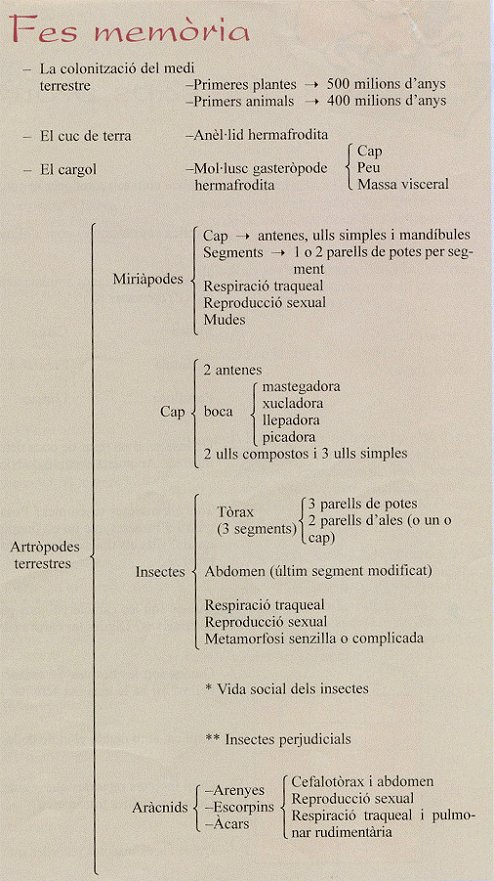 Fes memòria
– La colonització del medi
terrestre
–Primeres plantes → 500 milions d'anys
–Primers animals → 400 milions d'anys
– El cuc de terra –Anèl·lid hermafrodita
– El cargol –Mol·lusc gasteròpode
hermafrodita
Cap
Peu
Massa visceral
Artròpodes
terrestres
Miriàpodes
Cap → antenes, ulls simples i mandíbules
Segments → 1 o 2 parells de potes per seg-
ment
Respiració traqueal
Reproducció sexual
Mudes
Cap
2 antenes
boca
mastegadora
xucladora
llepadora
picadora
2 ulls compostos i 3 ulls simples
Insectes
Tòrax
(3 segments)
3 parells de potes
2 parells d'ales (o un o
cap)
Abdomen (últim segment modificat)
Respiració traqueal
Reproducció sexual
Metamorfosi senzilla o complicada
* Vida social dels insectes
** Insectes perjudicials
Aràcnids
–Arenyes
–Escorpins
–Àcars
Cefalotòrax i abdomen
Reproducció sexual
Respiració traqueal i pulmo-
nar rudimentària